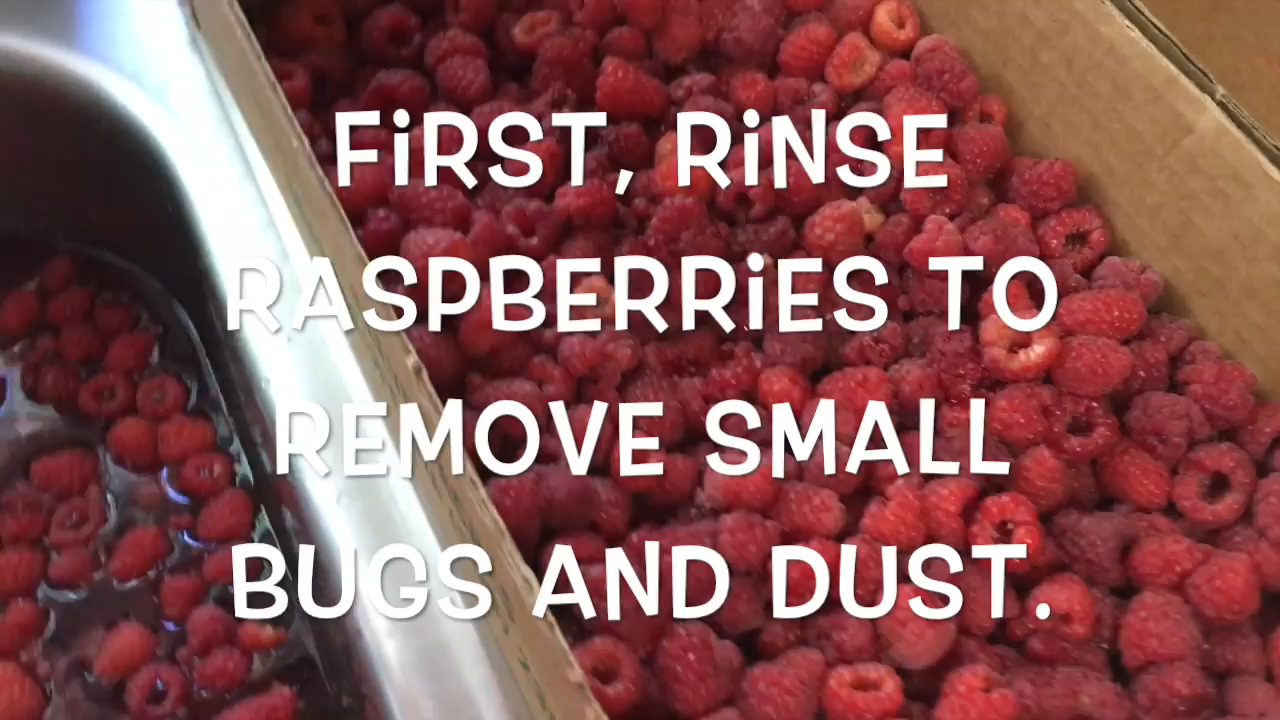 FiRST, RiNSE
RASPBERRiES TO
REMOVE SMALL
BUGS AND DUST.